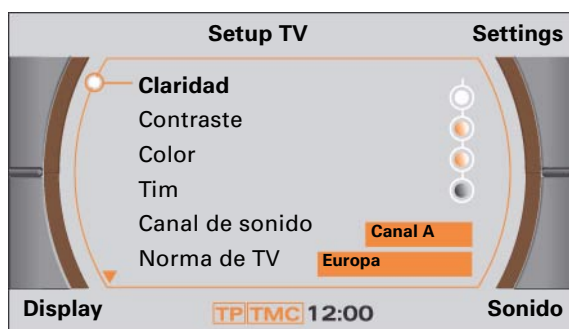 Setup TV Settings
Claridad
Contraste
Color
Tim
Canal de sonido Canal A
Norma de TV Europa
Display TP TMC 12:00 Sonido